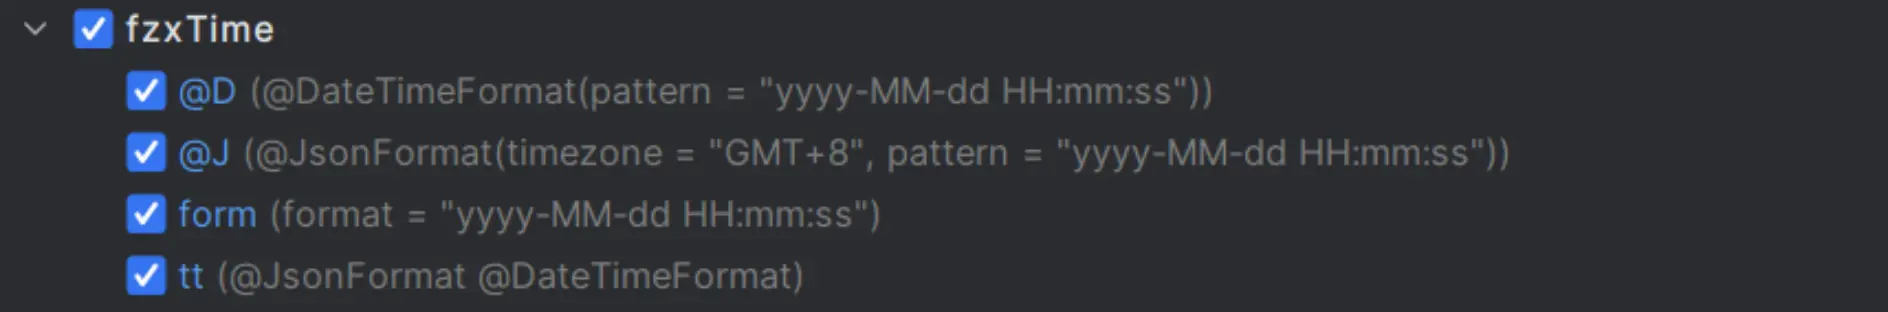 fzxTime
@D (@DateTimeFormat(pattern = "yyyy-MM-dd HH:mm:ss"))
@J (@JsonFormat(timezone = "GMT+8", pattern = "yyyy-MM-dd HH:mm:ss"))
form (format = "yyyy-MM-dd HH:mm:ss")
tt (@JsonFormat @DateTimeFormat)